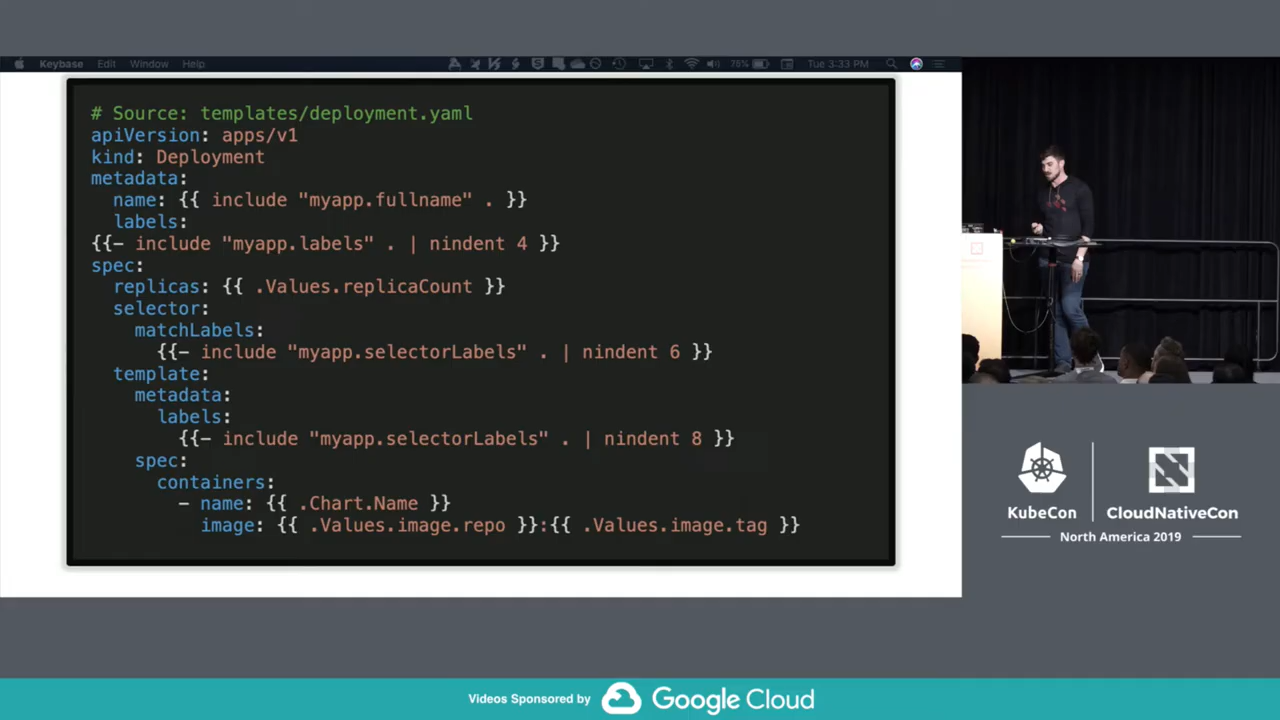 Keybase Edit Window Help 75% Tue 3:33 PM
# Source: templates/deployment.yaml
apiVersion: apps/v1
kind: Deployment
metadata:
  name: {{ include "myapp.fullname" . }}
  labels:
{{- include "myapp.labels" . | nindent 4 }}
spec:
  replicas: {{ .Values.replicaCount }}
  selector:
    matchLabels:
      {{- include "myapp.selectorLabels" . | nindent 6 }}
  template:
    metadata:
      labels:
        {{- include "myapp.selectorLabels" . | nindent 8 }}
    spec:
      containers:
        - name: {{ .Chart.Name }}
          image: {{ .Values.image.repo }}:{{ .Values.image.tag }}
KubeCon CloudNativeCon
North America 2019
Videos Sponsored by Google Cloud